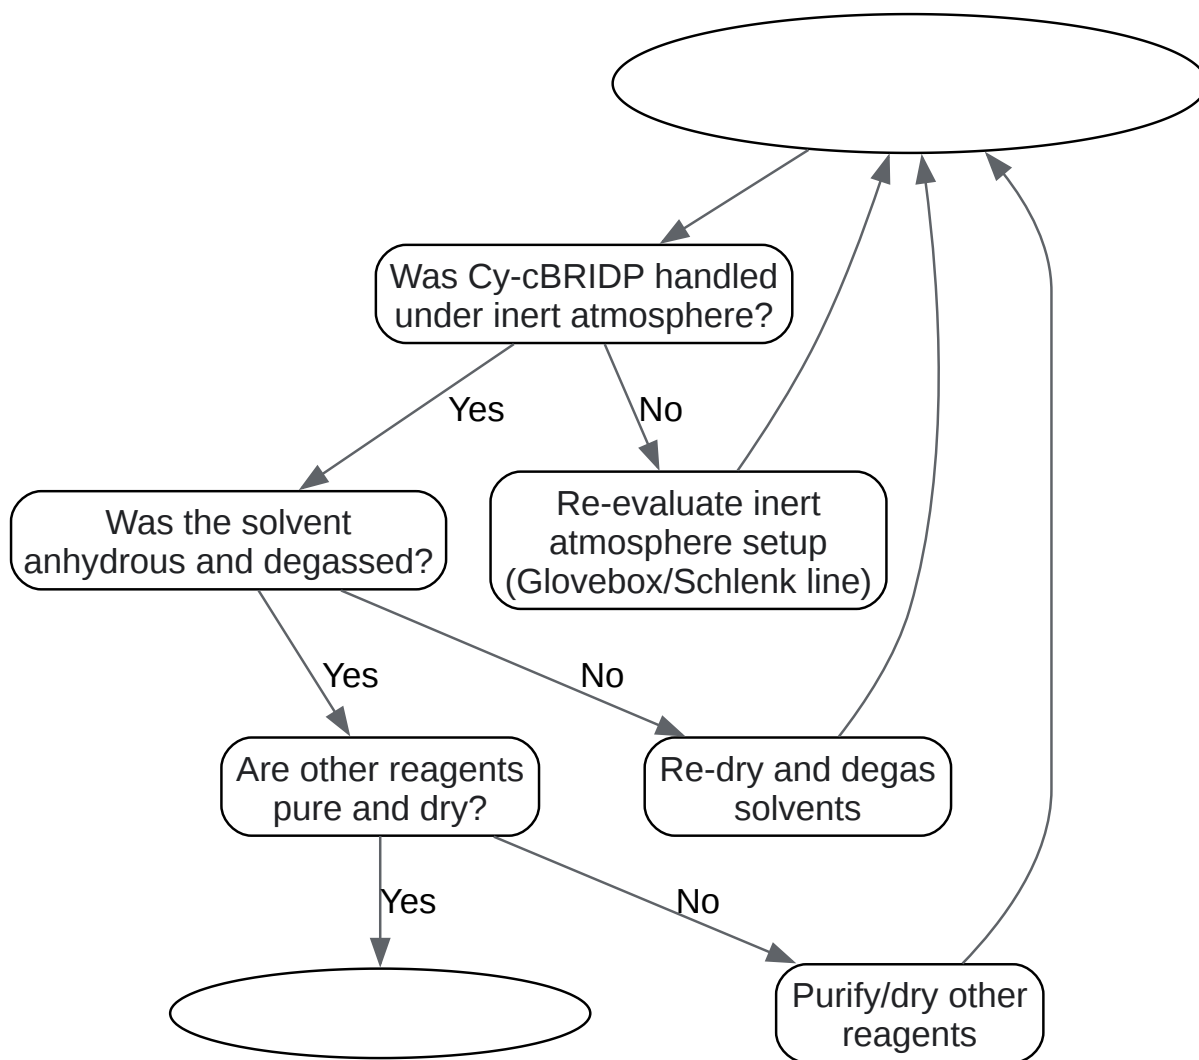 Was Cy-cBRIDP handled
under inert atmosphere?
Yes
No
Was the solvent
anhydrous and degassed?
Re-evaluate inert
atmosphere setup
(Glovebox/Schlenk line)
Yes
No
Are other reagents
pure and dry?
Re-dry and degas
solvents
Yes
No
Purify/dry other
reagents